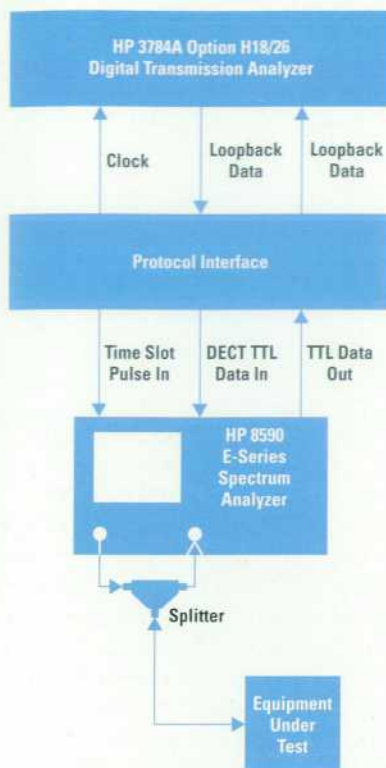 HP 3784A Option H18/26
Digital Transmission Analyzer
Clock
Loopback
Data
Loopback
Data
Protocol Interface
Time Slot
Pulse In
DECT TTL
Data In
TTL Data
Out
HP 8590
E-Series
Spectrum
Analyzer
Splitter
Equipment
Under
Test